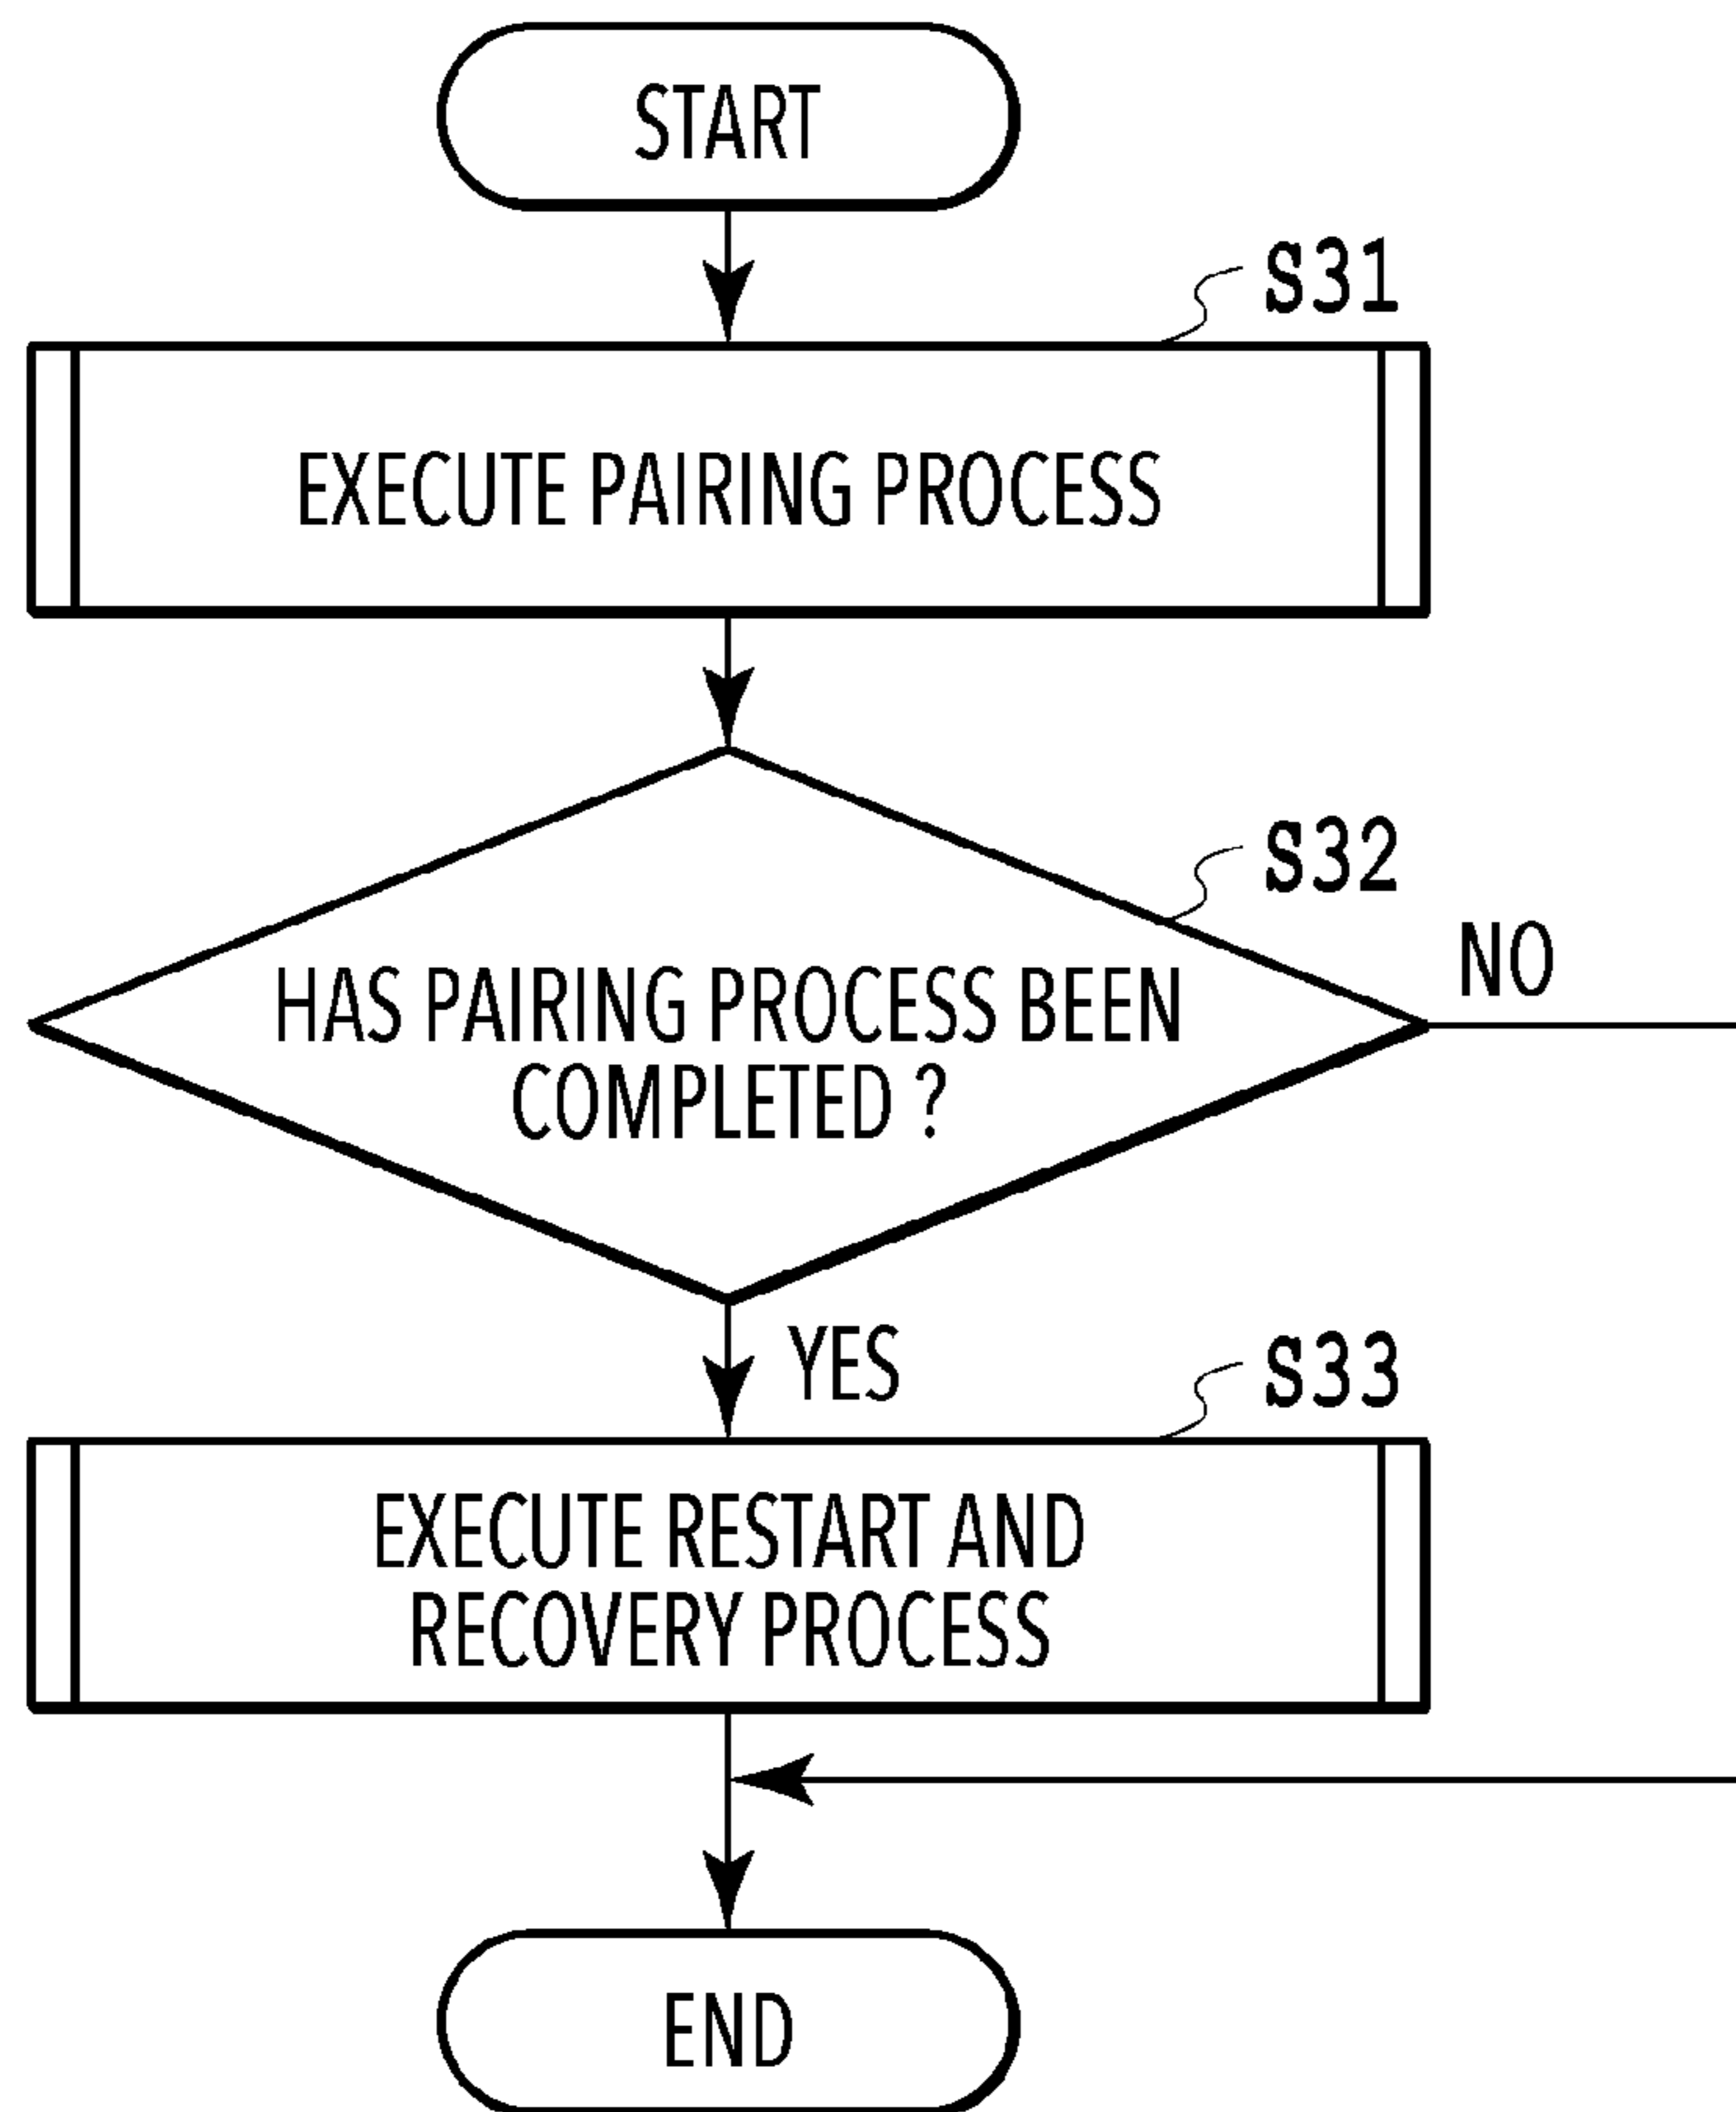 START
S31
EXECUTE PAIRING PROCESS
S32
NO
HAS PAIRING PROCESS BEEN
COMPLETED ?
YES
S33
EXECUTE RESTART AND
RECOVERY PROCESS
END